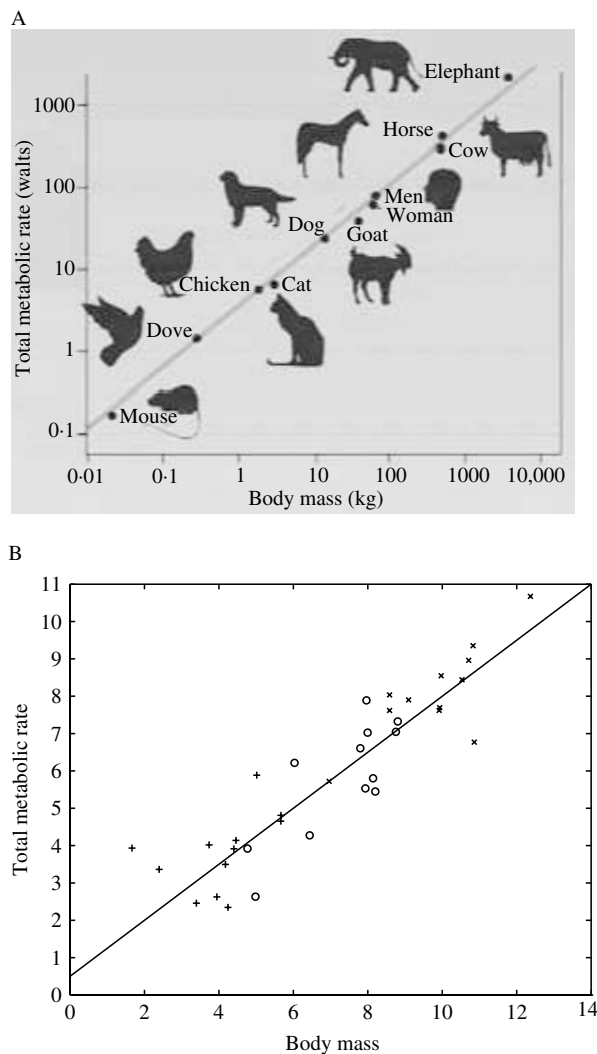 A
Total metabolic rate (walts)
1000
100
10
1
0·1
Elephant
Horse
Cow
Men
Woman
Dog
Goat
Chicken
Cat
Dove
Mouse
0·01 0·1 1 10 100 1000 10,000
Body mass (kg)
B
Total metabolic rate
11
10
9
8
7
6
5
4
3
2
1
0
0 2 4 6 8 10 12 14
Body mass